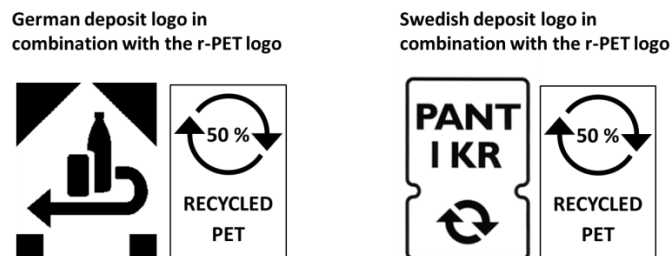 German deposit logo in
combination with the r-PET logo
50 %
RECYCLED
PET
Swedish deposit logo in
combination with the r-PET logo
PANT
1 KR
50 %
RECYCLED
PET